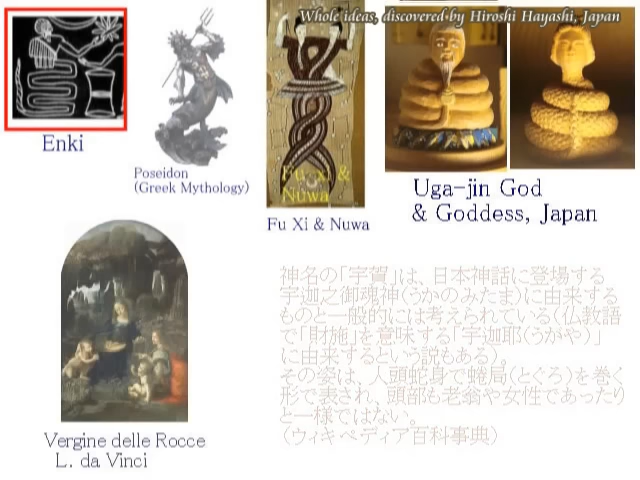 Whole ideas, discovered by Hiroshi Hayashi, Japan
Enki
Poseidon
(Greek Mythology)
Fu Xi &
Nuwa
Fu Xi & Nuwa
Uga-jin God
& Goddess, Japan
Vergine delle Rocce
L. da Vinci
神名の「宇賀」は、日本神話に登場する
宇迦之御魂神(うかのみたま)に由来する
ものと一般的には考えられている(仏教語
で「財施」を意味する「宇迦耶(うがや)」
に由来するという説もある)。
その姿は、人頭蛇身で蜷局(とぐろ)を巻く
形で表され、頭部も老翁や女性であったり
と一様ではない。
(ウィキペディア百科事典)